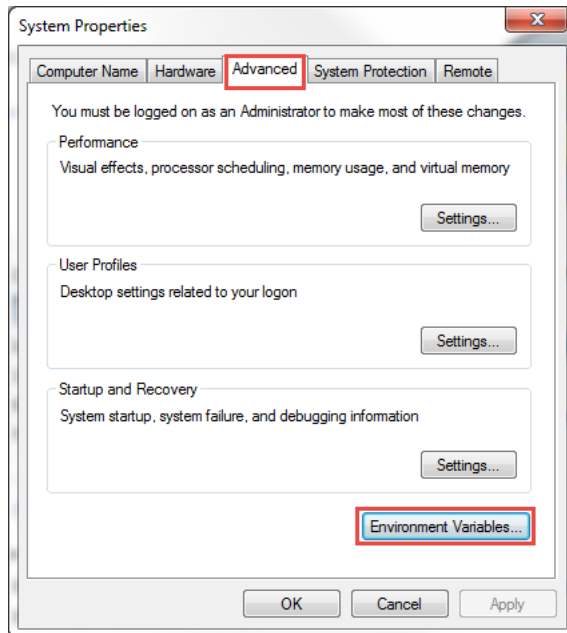 System Properties
Computer Name Hardware Advanced System Protection Remote
You must be logged on as an Administrator to make most of these changes.
Performance
Visual effects, processor scheduling, memory usage, and virtual memory
Settings...
User Profiles
Desktop settings related to your logon
Settings...
Startup and Recovery
System startup, system failure, and debugging information
Settings...
Environment Variables...
OK Cancel Apply